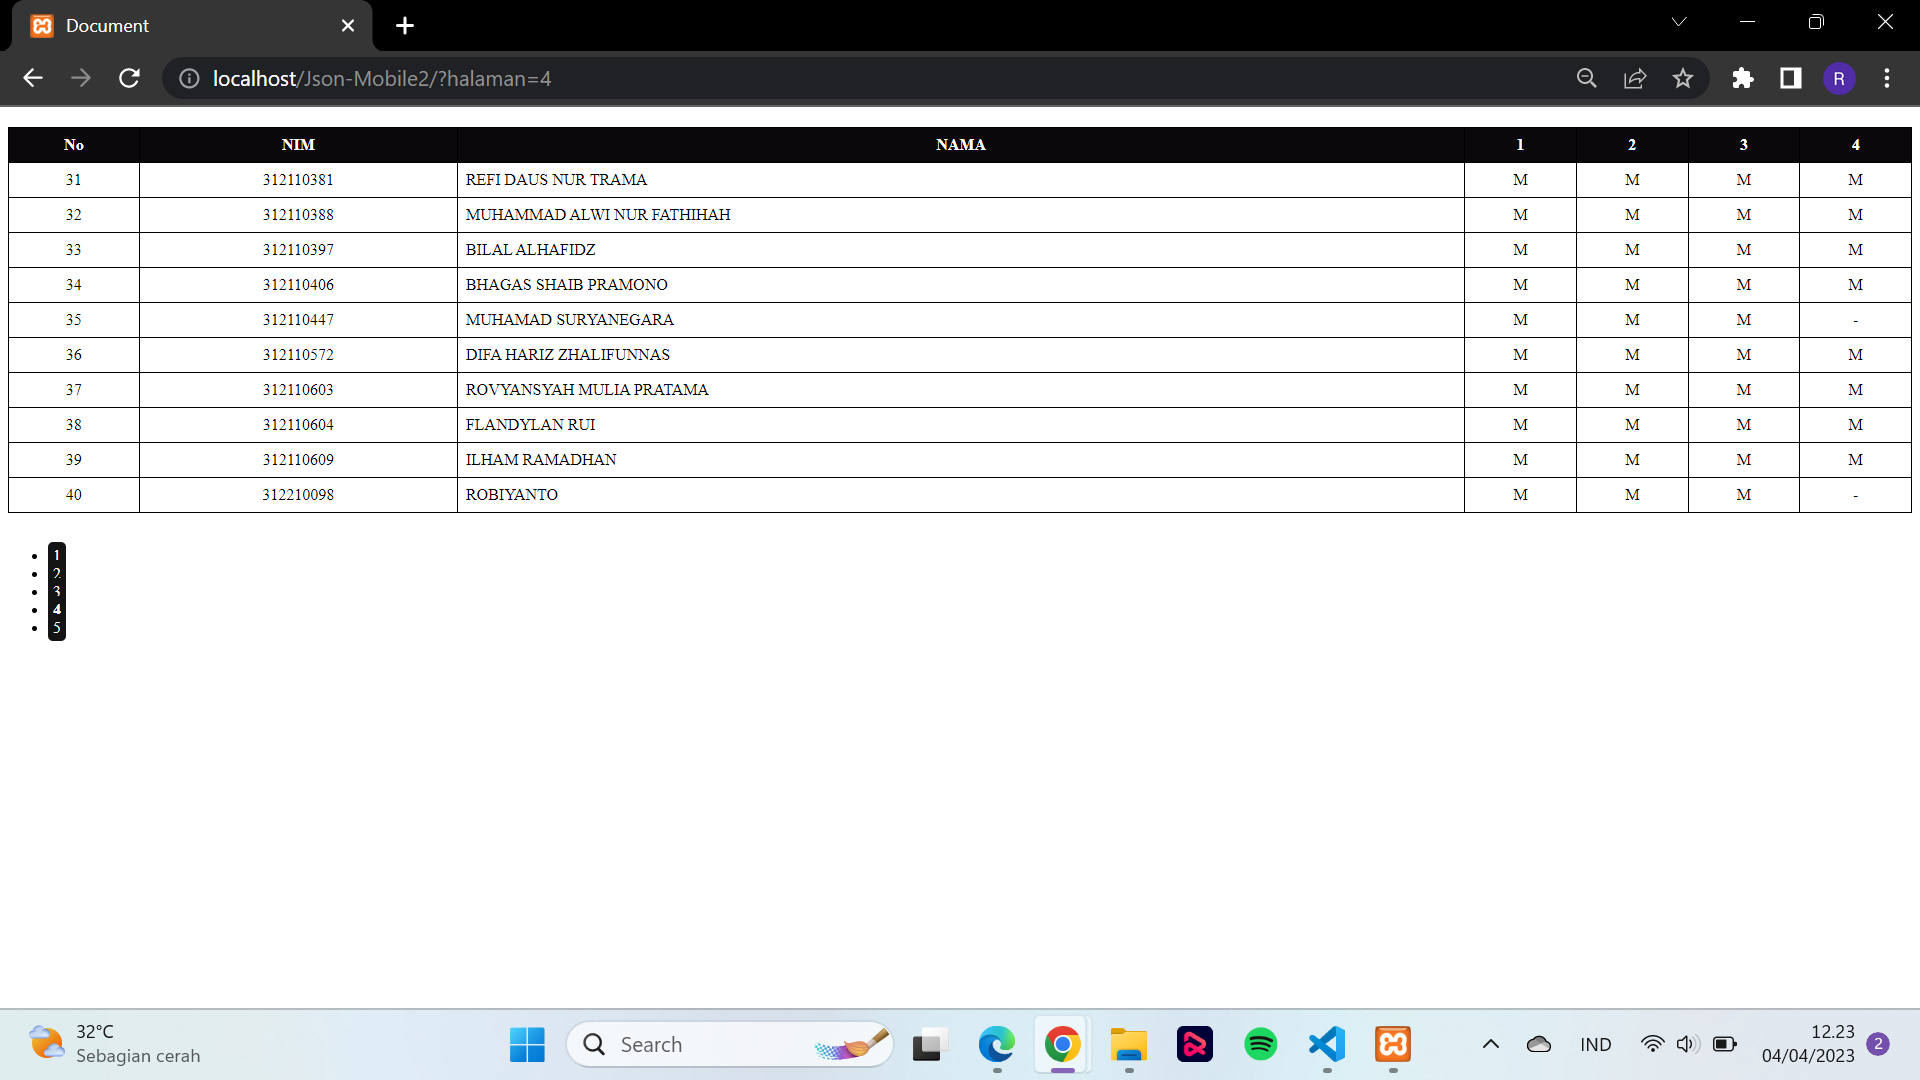 Document
localhost/Json-Mobile2/?halaman=4
R
No NIM NAMA 1 2 3 4
31 312110381 REFI DAUS NUR TRAMA M M M M
32 312110388 MUHAMMAD ALWI NUR FATHIHAH M M M M
33 312110397 BILAL ALHAFIDZ M M M M
34 312110406 BHAGAS SHAIB PRAMONO M M M M
35 312110447 MUHAMAD SURYANEGARA M M M -
36 312110572 DIFA HARIZ ZHALIFUNNAS M M M M
37 312110603 ROVYANSYAH MULIA PRATAMA M M M M
38 312110604 FLANDYLAN RUI M M M M
39 312110609 ILHAM RAMADHAN M M M M
40 312210098 ROBIYANTO M M M -
• 1
• 2
• 3
• 4
• 5
32°C
Sebagian cerah
Search
IND
12.23
04/04/2023
2